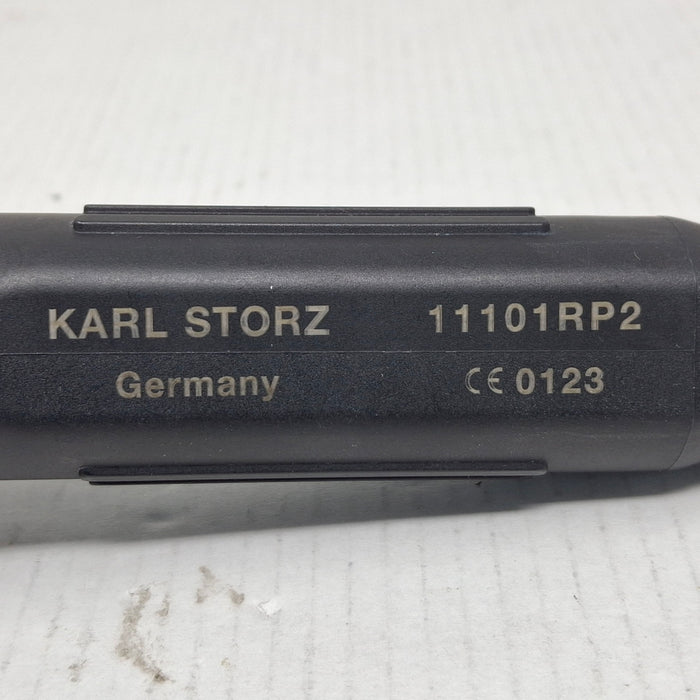 KARL STORZ 11101RP2
Germany CE 0123